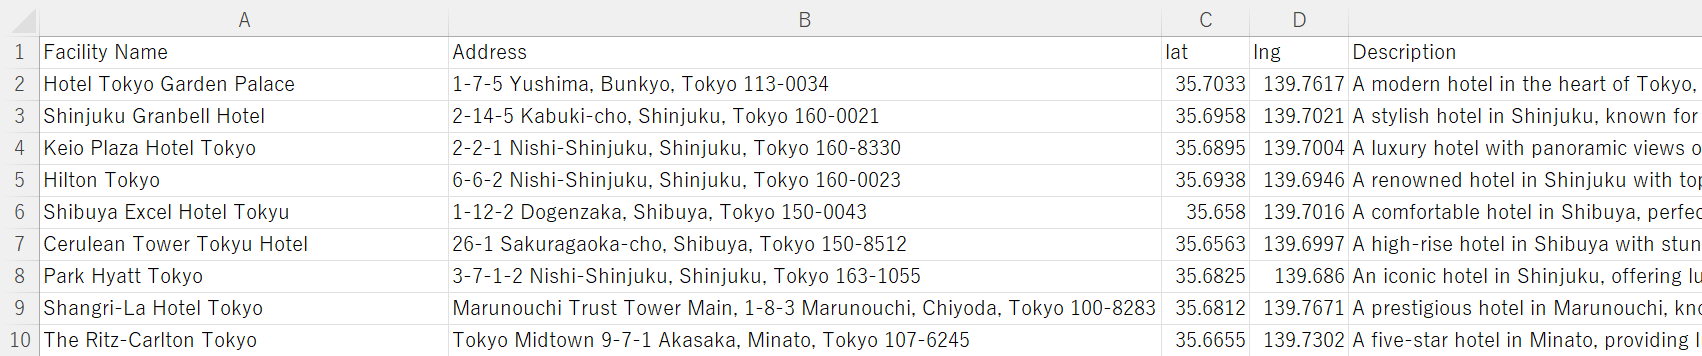 A B C D
1 Facility Name Address lat lng Description
2 Hotel Tokyo Garden Palace 1-7-5 Yushima, Bunkyo, Tokyo 113-0034 35.7033 139.7617 A modern hotel in the heart of Tokyo,
3 Shinjuku Granbell Hotel 2-14-5 Kabuki-cho, Shinjuku, Tokyo 160-0021 35.6958 139.7021 A stylish hotel in Shinjuku, known for
4 Keio Plaza Hotel Tokyo 2-2-1 Nishi-Shinjuku, Shinjuku, Tokyo 160-8330 35.6895 139.7004 A luxury hotel with panoramic views
5 Hilton Tokyo 6-6-2 Nishi-Shinjuku, Shinjuku, Tokyo 160-0023 35.6938 139.6946 A renowned hotel in Shinjuku with
6 Shibuya Excel Hotel Tokyu 1-12-2 Dogenzaka, Shibuya, Tokyo 150-0043 35.658 139.7016 A comfortable hotel in Shibuya,
7 Cerulean Tower Tokyu Hotel 26-1 Sakuragaoka-cho, Shibuya, Tokyo 150-8512 35.6563 139.6997 A high-rise hotel in Shibuya with
8 Park Hyatt Tokyo 3-7-1-2 Nishi-Shinjuku, Shinjuku, Tokyo 163-1055 35.6825 139.686 An iconic hotel in Shinjuku, offering
9 Shangri-La Hotel Tokyo Marunouchi Trust Tower Main, 1-8-3 Marunouchi, Chiyoda, Tokyo 100-8283 35.6812 139.7671 A prestigious hotel in Marunouchi,
10 The Ritz-Carlton Tokyo Tokyo Midtown 9-7-1 Akasaka, Minato, Tokyo 107-6245 35.6655 139.7302 A five-star hotel in Minato, providing